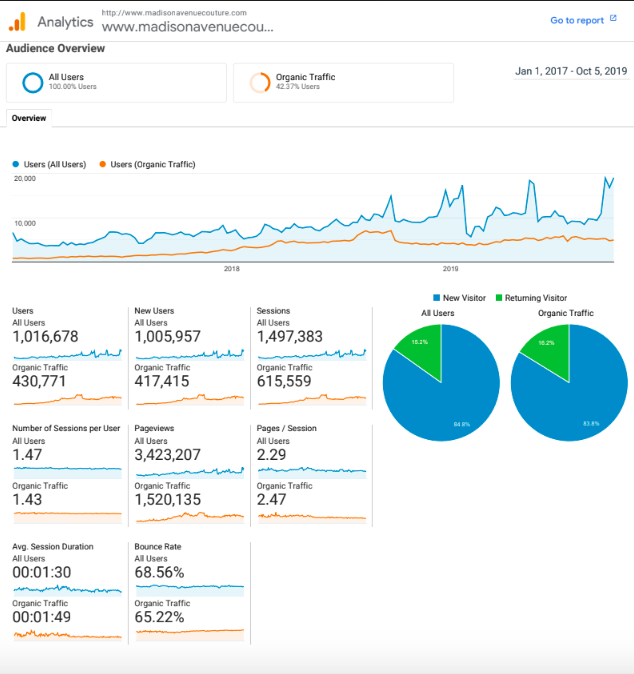 http://www.madisonavenuecouture.com
Analytics
www.madisonavenuecou...
Go to report
Audience Overview
Jan 1, 2017 - Oct 5, 2019
All Users
100.00% Users
Organic Traffic
42.37% Users
Overview
Users (All Users)
Users (Organic Traffic)
20,000
10,000
2018
2019
Users
All Users
1,016,678
Organic Traffic
430,771
New Users
All Users
1,005,957
Organic Traffic
417,415
Sessions
All Users
1,497,383
Organic Traffic
615,559
New Visitor
Returning Visitor
All Users
84.8%
Organic Traffic
16.2%
83.8%
Number of Sessions per User
All Users
1.47
Organic Traffic
1.43
Pageviews
All Users
3,423,207
Organic Traffic
1,520,135
Pages / Session
All Users
2.29
Organic Traffic
2.47
Avg. Session Duration
All Users
00:01:30
Organic Traffic
00:01:49
Bounce Rate
All Users
68.56%
Organic Traffic
65.22%